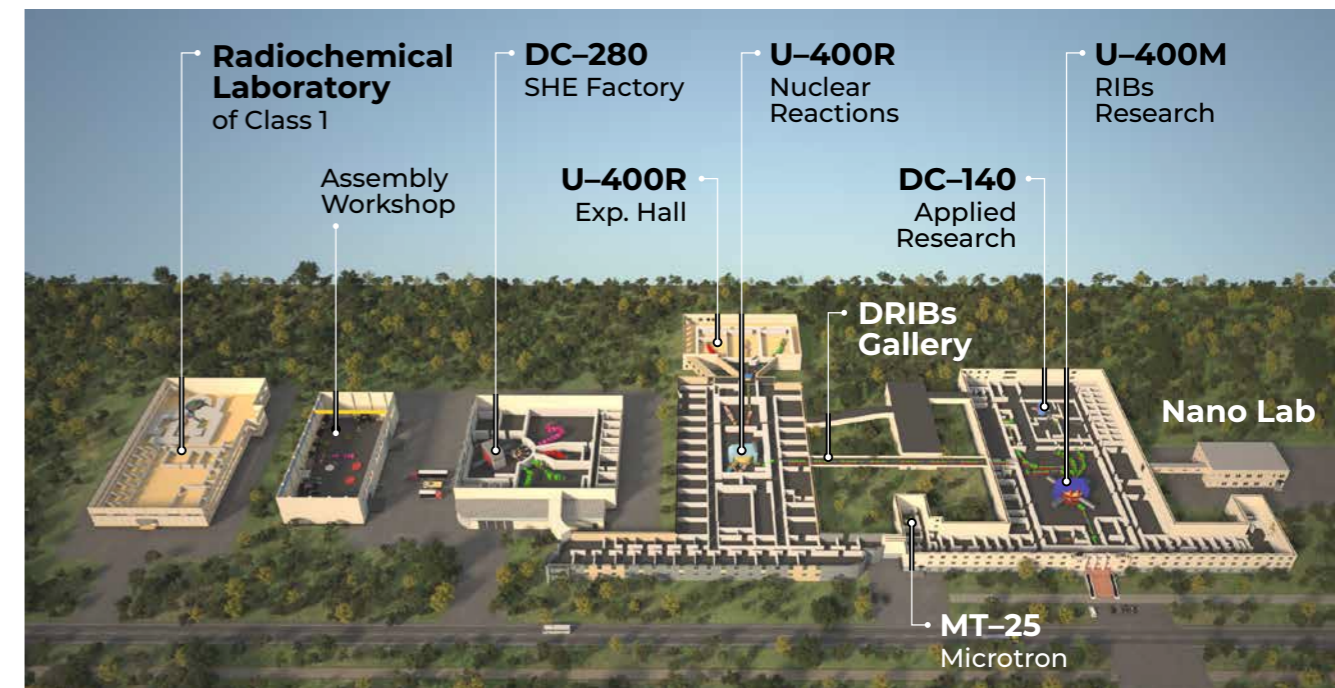 Radiochemical
Laboratory
of Class 1
DC–280
SHE Factory
U–400R
Nuclear
Reactions
U–400M
RIBs
Research
Assembly
Workshop
U–400R
Exp. Hall
DC–140
Applied
Research
DRIBs
Gallery
Nano Lab
MT–25
Microtron